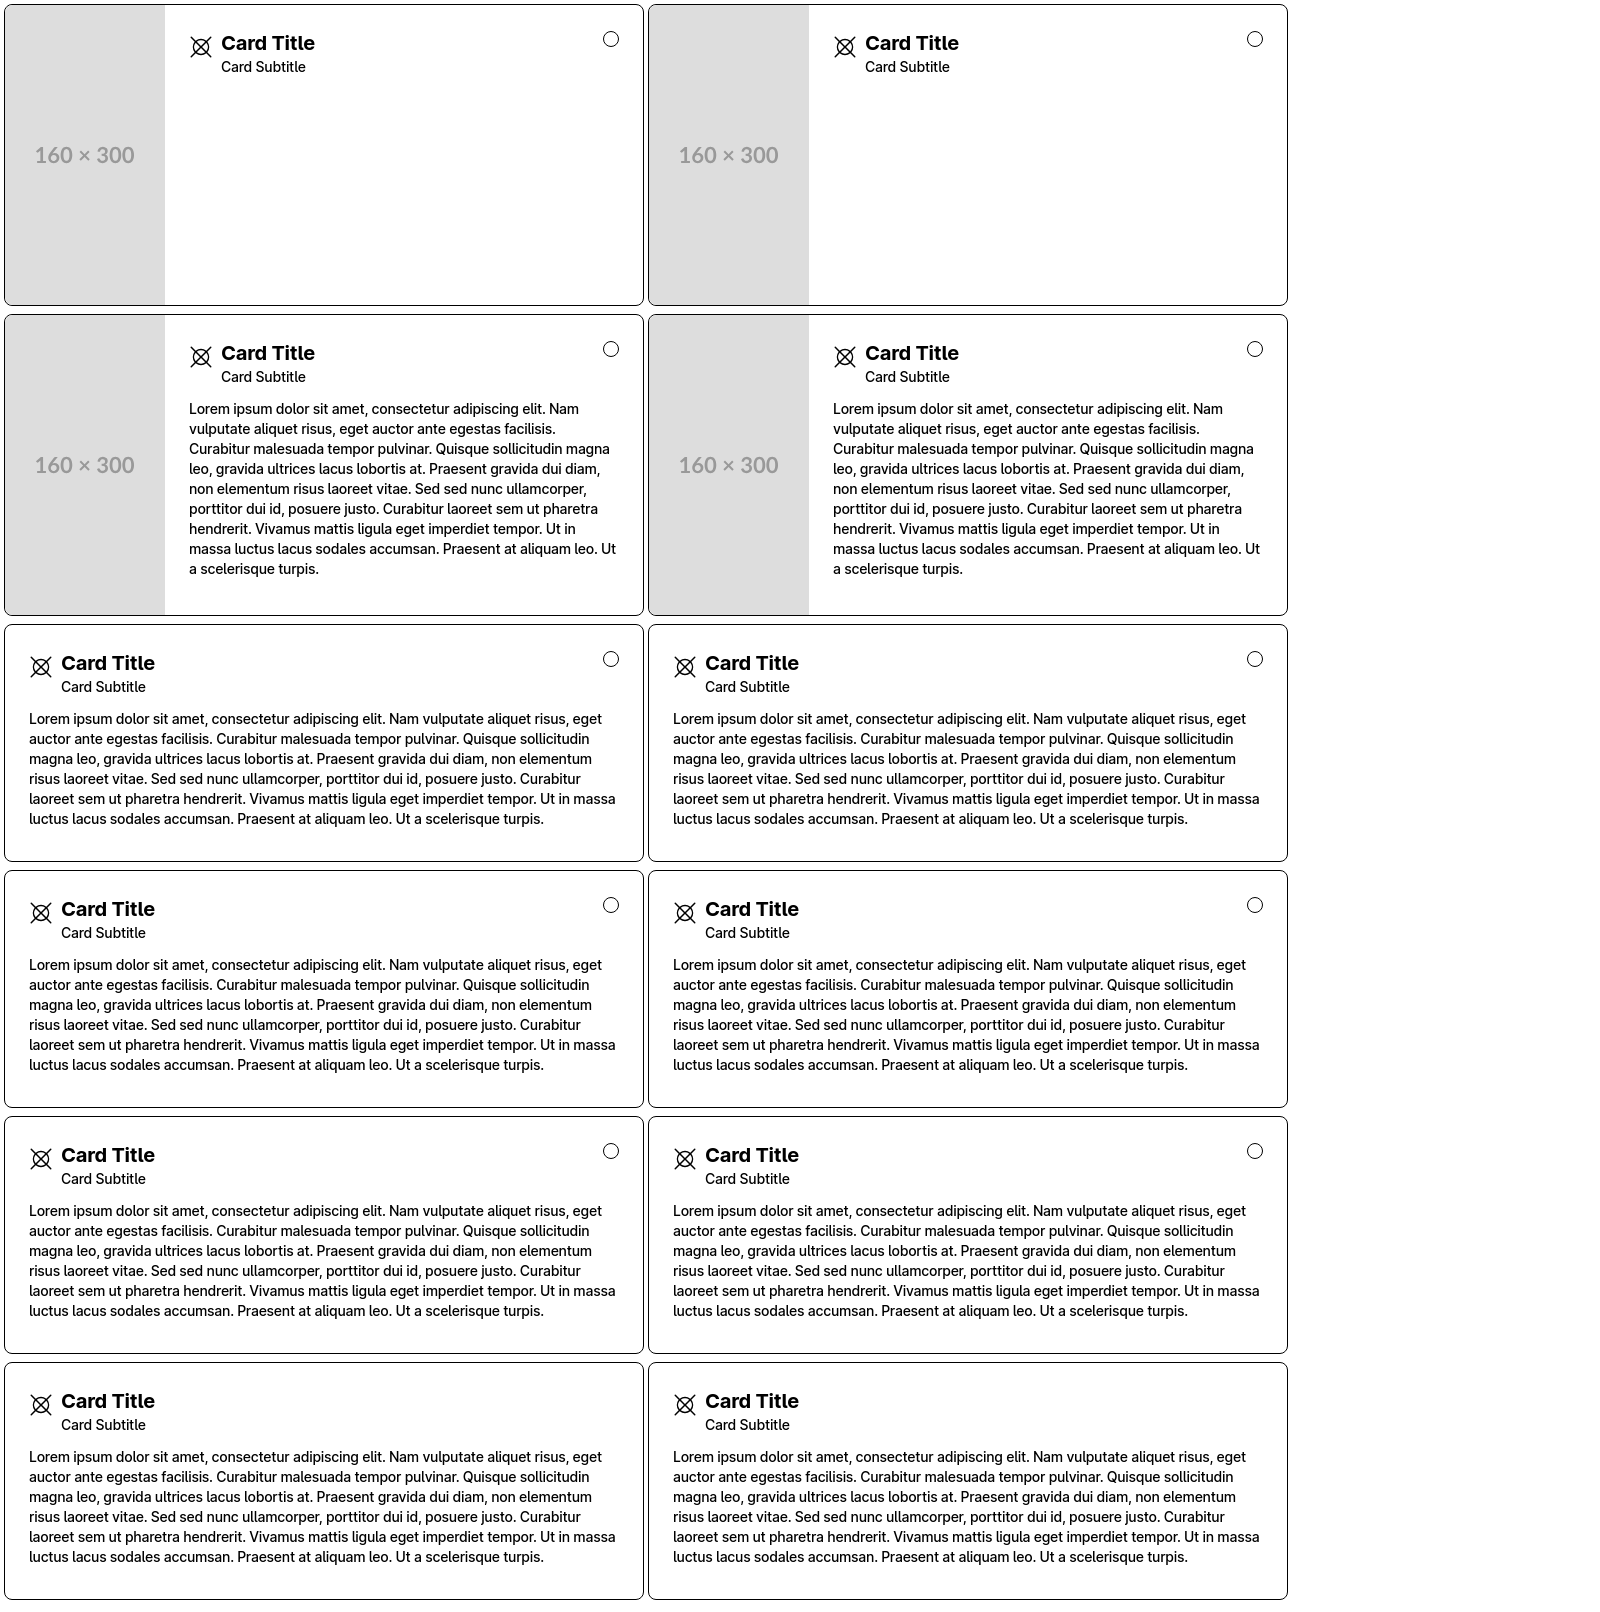 160 × 300
Card Title
Card Subtitle
160 × 300
Card Title
Card Subtitle
160 × 300
Card Title
Card Subtitle
Lorem ipsum dolor sit amet, consectetur adipiscing elit. Nam
vulputate aliquet risus, eget auctor ante egestas facilisis.
Curabitur malesuada tempor pulvinar. Quisque sollicitudin magna
leo, gravida ultrices lacus lobortis at. Praesent gravida dui diam,
non elementum risus laoreet vitae. Sed sed nunc ullamcorper,
porttitor dui id, posuere justo. Curabitur laoreet sem ut pharetra
hendrerit. Vivamus mattis ligula eget imperdiet tempor. Ut in
massa luctus lacus sodales accumsan. Praesent at aliquam leo. Ut
a scelerisque turpis.
160 × 300
Card Title
Card Subtitle
Lorem ipsum dolor sit amet, consectetur adipiscing elit. Nam
vulputate aliquet risus, eget auctor ante egestas facilisis.
Curabitur malesuada tempor pulvinar. Quisque sollicitudin magna
leo, gravida ultrices lacus lobortis at. Praesent gravida dui diam,
non elementum risus laoreet vitae. Sed sed nunc ullamcorper,
porttitor dui id, posuere justo. Curabitur laoreet sem ut pharetra
hendrerit. Vivamus mattis ligula eget imperdiet tempor. Ut in
massa luctus lacus sodales accumsan. Praesent at aliquam leo. Ut
a scelerisque turpis.
Card Title
Card Subtitle
Lorem ipsum dolor sit amet, consectetur adipiscing elit. Nam vulputate aliquet risus, eget
auctor ante egestas facilisis. Curabitur malesuada tempor pulvinar. Quisque sollicitudin
magna leo, gravida ultrices lacus lobortis at. Praesent gravida dui diam, non elementum
risus laoreet vitae. Sed sed nunc ullamcorper, porttitor dui id, posuere justo. Curabitur
laoreet sem ut pharetra hendrerit. Vivamus mattis ligula eget imperdiet tempor. Ut in massa
luctus lacus sodales accumsan. Praesent at aliquam leo. Ut a scelerisque turpis.
Card Title
Card Subtitle
Lorem ipsum dolor sit amet, consectetur adipiscing elit. Nam vulputate aliquet risus, eget
auctor ante egestas facilisis. Curabitur malesuada tempor pulvinar. Quisque sollicitudin
magna leo, gravida ultrices lacus lobortis at. Praesent gravida dui diam, non elementum
risus laoreet vitae. Sed sed nunc ullamcorper, porttitor dui id, posuere justo. Curabitur
laoreet sem ut pharetra hendrerit. Vivamus mattis ligula eget imperdiet tempor. Ut in massa
luctus lacus sodales accumsan. Praesent at aliquam leo. Ut a scelerisque turpis.
Card Title
Card Subtitle
Lorem ipsum dolor sit amet, consectetur adipiscing elit. Nam vulputate aliquet risus, eget
auctor ante egestas facilisis. Curabitur malesuada tempor pulvinar. Quisque sollicitudin
magna leo, gravida ultrices lacus lobortis at. Praesent gravida dui diam, non elementum
risus laoreet vitae. Sed sed nunc ullamcorper, porttitor dui id, posuere justo. Curabitur
laoreet sem ut pharetra hendrerit. Vivamus mattis ligula eget imperdiet tempor. Ut in massa
luctus lacus sodales accumsan. Praesent at aliquam leo. Ut a scelerisque turpis.
Card Title
Card Subtitle
Lorem ipsum dolor sit amet, consectetur adipiscing elit. Nam vulputate aliquet risus, eget
auctor ante egestas facilisis. Curabitur malesuada tempor pulvinar. Quisque sollicitudin
magna leo, gravida ultrices lacus lobortis at. Praesent gravida dui diam, non elementum
risus laoreet vitae. Sed sed nunc ullamcorper, porttitor dui id, posuere justo. Curabitur
laoreet sem ut pharetra hendrerit. Vivamus mattis ligula eget imperdiet tempor. Ut in massa
luctus lacus sodales accumsan. Praesent at aliquam leo. Ut a scelerisque turpis.
Card Title
Card Subtitle
Lorem ipsum dolor sit amet, consectetur adipiscing elit. Nam vulputate aliquet risus, eget
auctor ante egestas facilisis. Curabitur malesuada tempor pulvinar. Quisque sollicitudin
magna leo, gravida ultrices lacus lobortis at. Praesent gravida dui diam, non elementum
risus laoreet vitae. Sed sed nunc ullamcorper, porttitor dui id, posuere justo. Curabitur
laoreet sem ut pharetra hendrerit. Vivamus mattis ligula eget imperdiet tempor. Ut in massa
luctus lacus sodales accumsan. Praesent at aliquam leo. Ut a scelerisque turpis.
Card Title
Card Subtitle
Lorem ipsum dolor sit amet, consectetur adipiscing elit. Nam vulputate aliquet risus, eget
auctor ante egestas facilisis. Curabitur malesuada tempor pulvinar. Quisque sollicitudin
magna leo, gravida ultrices lacus lobortis at. Praesent gravida dui diam, non elementum
risus laoreet vitae. Sed sed nunc ullamcorper, porttitor dui id, posuere justo. Curabitur
laoreet sem ut pharetra hendrerit. Vivamus mattis ligula eget imperdiet tempor. Ut in massa
luctus lacus sodales accumsan. Praesent at aliquam leo. Ut a scelerisque turpis.
Card Title
Card Subtitle
Lorem ipsum dolor sit amet, consectetur adipiscing elit. Nam vulputate aliquet risus, eget
auctor ante egestas facilisis. Curabitur malesuada tempor pulvinar. Quisque sollicitudin
magna leo, gravida ultrices lacus lobortis at. Praesent gravida dui diam, non elementum
risus laoreet vitae. Sed sed nunc ullamcorper, porttitor dui id, posuere justo. Curabitur
laoreet sem ut pharetra hendrerit. Vivamus mattis ligula eget imperdiet tempor. Ut in massa
luctus lacus sodales accumsan. Praesent at aliquam leo. Ut a scelerisque turpis.
Card Title
Card Subtitle
Lorem ipsum dolor sit amet, consectetur adipiscing elit. Nam vulputate aliquet risus, eget
auctor ante egestas facilisis. Curabitur malesuada tempor pulvinar. Quisque sollicitudin
magna leo, gravida ultrices lacus lobortis at. Praesent gravida dui diam, non elementum
risus laoreet vitae. Sed sed nunc ullamcorper, porttitor dui id, posuere justo. Curabitur
laoreet sem ut pharetra hendrerit. Vivamus mattis ligula eget imperdiet tempor. Ut in massa
luctus lacus sodales accumsan. Praesent at aliquam leo. Ut a scelerisque turpis.